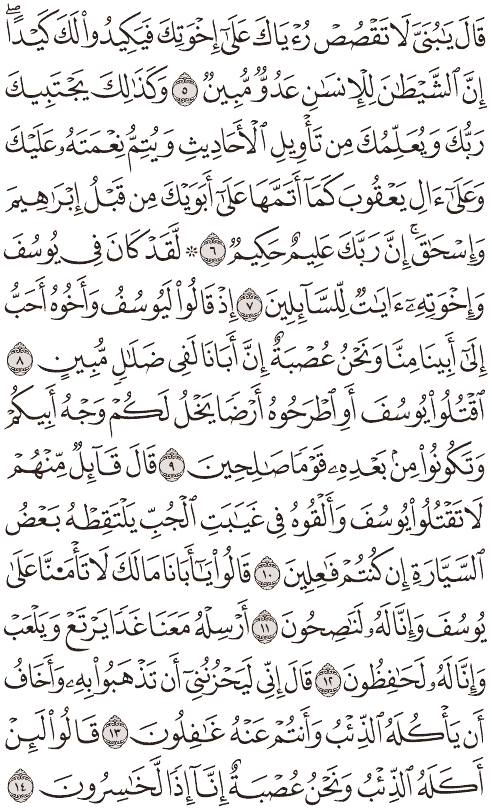 قَالَ يَٰبُنَىَّ لَا تَقْصُصْ رُءْيَاكَ عَلَىٰٓ إِخْوَتِكَ فَيَكِيدُوا۟ لَكَ كَيْدًا ۖ
إِنَّ ٱلشَّيْطَٰنَ لِلْإِنسَٰنِ عَدُوٌّ مُّبِينٌ ٥ وَكَذَٰلِكَ يَجْتَبِيكَ
رَبُّكَ وَيُعَلِّمُكَ مِن تَأْوِيلِ ٱلْأَحَادِيثِ وَيُتِمُّ نِعْمَتَهُۥ عَلَيْكَ
وَعَلَىٰٓ ءَالِ يَعْقُوبَ كَمَآ أَتَمَّهَا عَلَىٰٓ أَبَوَيْكَ مِن قَبْلُ إِبْرَٰهِيمَ
وَإِسْحَٰقَ ۚ إِنَّ رَبَّكَ عَلِيمٌ حَكِيمٌ ٦ * لَّقَدْ كَانَ فِى يُوسُفَ
وَإِخْوَتِهِۦٓ ءَايَٰتٌ لِّلسَّآئِلِينَ ٧ إِذْ قَالُوا۟ لَيُوسُفُ وَأَخُوهُ أَحَبُّ
إِلَىٰٓ أَبِينَا مِنَّا وَنَحْنُ عُصْبَةٌ إِنَّ أَبَانَا لَفِى ضَلَٰلٍ مُّبِينٍ ٨
ٱقْتُلُوا۟ يُوسُفَ أَوِ ٱطْرَحُوهُ أَرْضًا يَخْلُ لَكُمْ وَجْهُ أَبِيكُمْ
وَتَكُونُوا۟ مِنۢ بَعْدِهِۦ قَوْمًا صَٰلِحِينَ ٩ قَالَ قَآئِلٌ مِّنْهُمْ
لَا تَقْتُلُوا۟ يُوسُفَ وَأَلْقُوهُ فِى غَيَٰبَتِ ٱلْجُبِّ يَلْتَقِطْهُ بَعْضُ
ٱلسَّيَّارَةِ إِن كُنتُمْ فَٰعِلِينَ ١٠ قَالُوا۟ يَٰٓأَبَانَا مَالَكَ لَا تَأْمَ۫نَّا عَلَىٰ
يُوسُفَ وَإِنَّا لَهُۥ لَنَٰصِحُونَ ١١ أَرْسِلْهُ مَعَنَا غَدًا يَرْتَعْ وَيَلْعَبْ
وَإِنَّا لَهُۥ لَحَٰفِظُونَ ١٢ قَالَ إِنِّى لَيَحْزُنُنِىٓ أَن تَذْهَبُوا۟ بِهِۦ وَأَخَافُ
أَن يَأْكُلَهُ ٱلذِّئْبُ وَأَنتُمْ عَنْهُ غَٰفِلُونَ ١٣ قَالُوا۟ لَئِنْ
أَكَلَهُ ٱلذِّئْبُ وَنَحْنُ عُصْبَةٌ إِنَّآ إِذًا لَّخَٰسِرُونَ ١٤